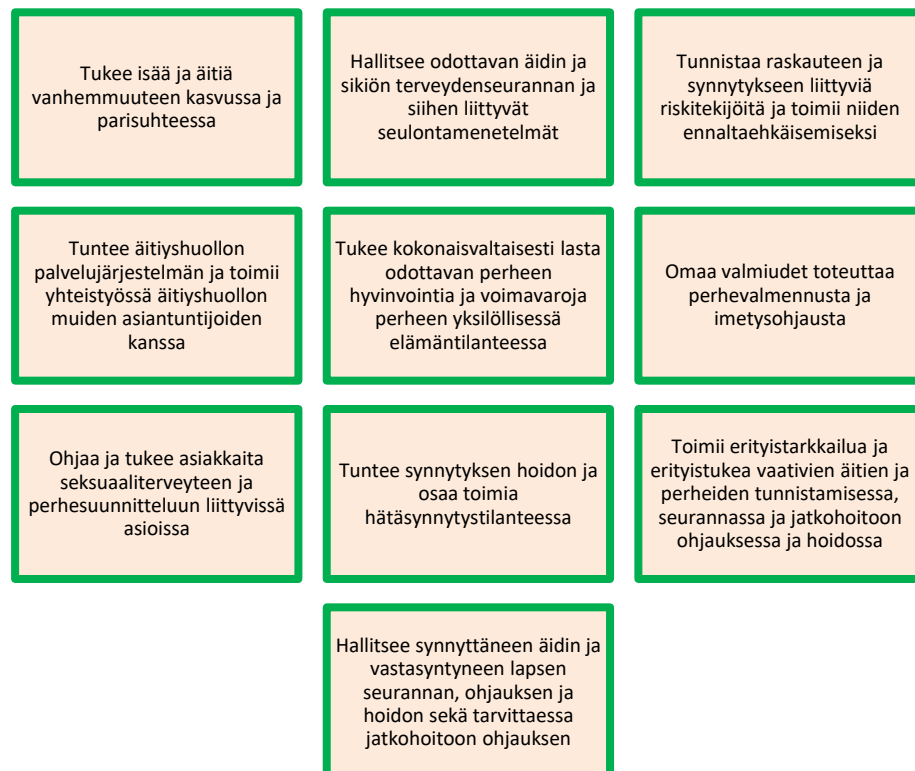 Tukee isää ja äitiä
vanhemmuuteen kasvussa ja
parisuhteessa
Hallitsee odottavan äidin ja
sikiön terveydenseurannan ja
siihen liittyvät
seulontamenetelmät
Tunnistaa raskauteen ja
synnytykseen liittyviä
riskitekijöitä ja toimii niiden
ennaltaehkäisemiseksi
Tuntee äitiyshuollon
palvelujärjestelmän ja toimii
yhteistyössä äitiyshuollon
muiden asiantuntijoiden
kanssa
Tukee kokonaisvaltaisesti lasta
odottavan perheen
hyvinvointia ja voimavaroja
perheen yksilöllisessä
elämäntilanteessa
Omaa valmiudet toteuttaa
perhevalmennusta ja
imetysohjausta
Ohjaa ja tukee asiakkaita
seksuaaliterveyteen ja
perhesuunnitteluun liittyvissä
asioissa
Tuntee synnytyksen hoidon ja
osaa toimia
hätäsynnytystilanteessa
Toimii erityistarkkailua ja
erityistukea vaativien äitien ja
perheiden tunnistamisessa,
seurannassa ja jatkohoitoon
ohjauksessa ja hoidossa
Hallitsee synnyttäneen äidin ja
vastasyntyneen lapsen
seurannan, ohjauksen ja
hoidon sekä tarvittaessa
jatkohoitoon ohjauksen